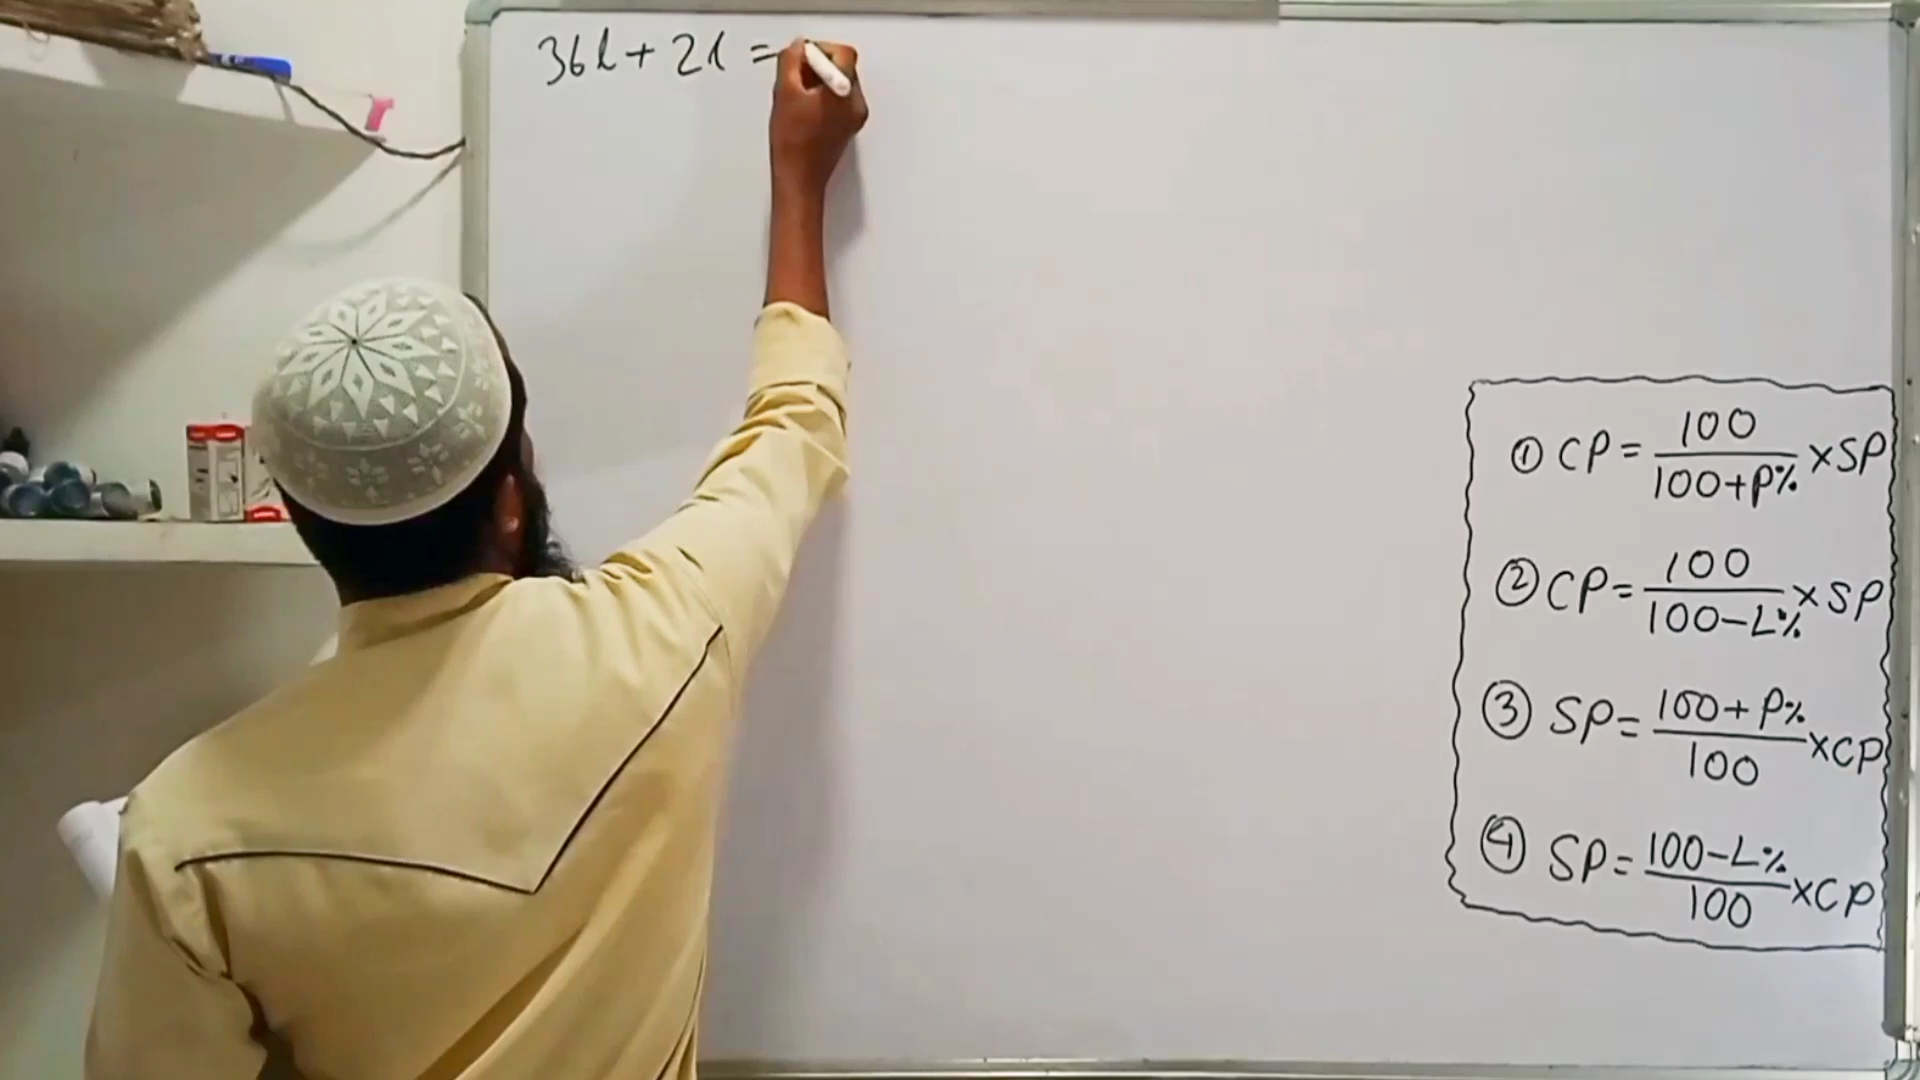 36l + 2l =
① CP = 100 / 100+P% × SP
② CP = 100 / 100-L% × SP
③ SP = 100+P% / 100 × CP
④ SP = 100-L% / 100 × CP